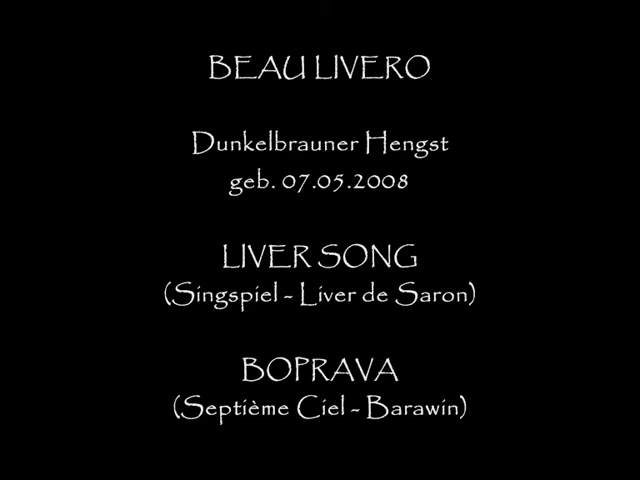 BEAU LIVERO
Dunkelbrauner Hengst
geb. 07.05.2008
LIVER SONG
(Singspiel - Liver de Saron)
BOPRAVA
(Septième Ciel - Barawin)